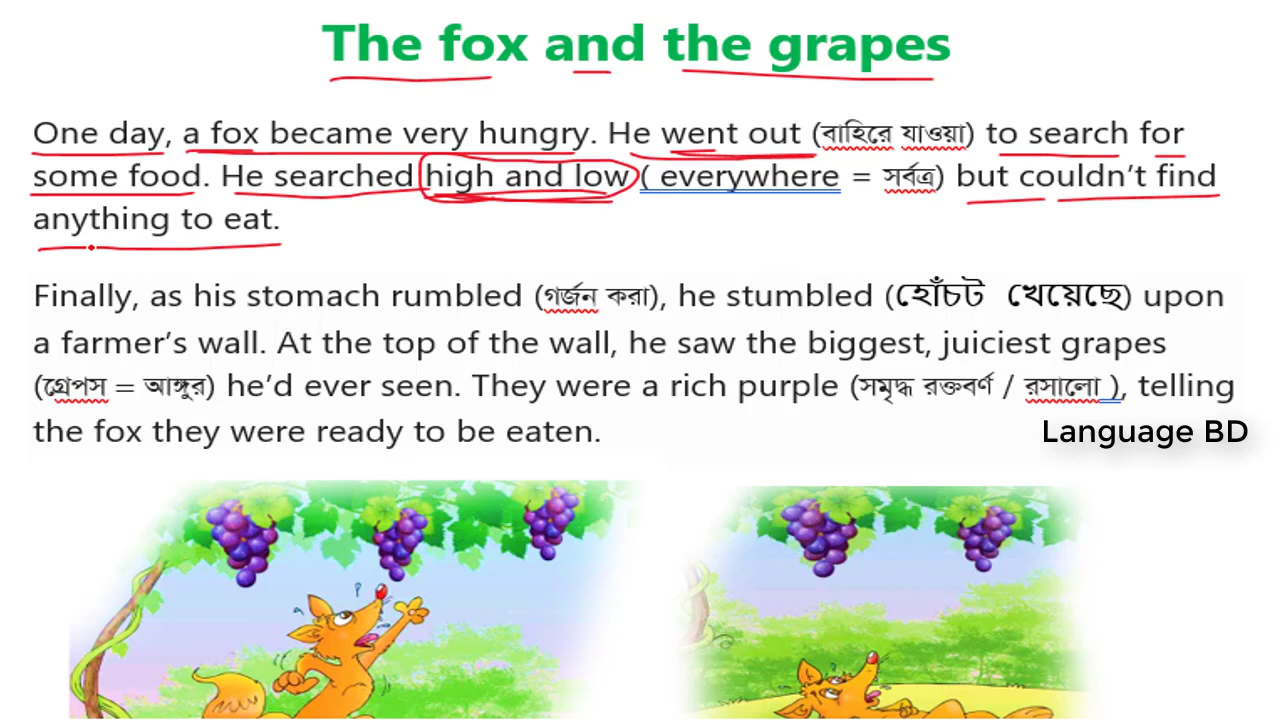 The fox and the grapes
One day, a fox became very hungry. He went out (বাহিরে যাওয়া) to search for
some food. He searched high and low ( everywhere = সর্বত্র) but couldn't find
anything to eat.
Finally, as his stomach rumbled (গর্জন করা), he stumbled (হোঁচট খেয়েছে) upon
a farmer's wall. At the top of the wall, he saw the biggest, juiciest grapes
(গ্রেপস = আঙ্গুর) he'd ever seen. They were a rich purple (সমৃদ্ধ রক্তবর্ণ / রসালো ), telling
the fox they were ready to be eaten.
Language BD